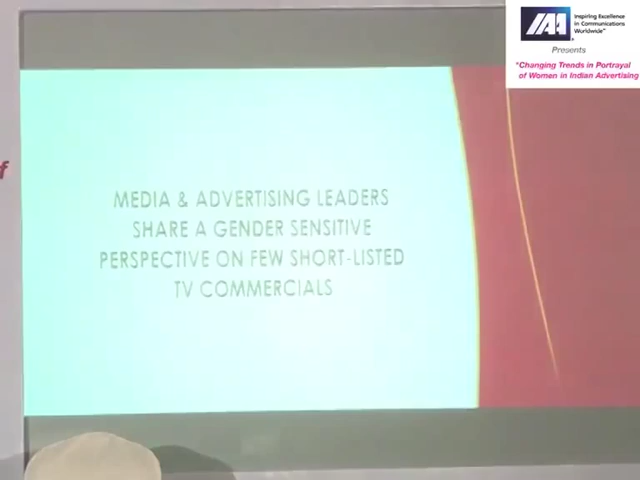 IAA
Inspiring Excellence
in Communications
Worldwide™
Presents
"Changing Trends in Portrayal
of Women in Indian Advertising
f
MEDIA & ADVERTISING LEADERS
SHARE A GENDER SENSITIVE
PERSPECTIVE ON FEW SHORT-LISTED
TV COMMERCIALS